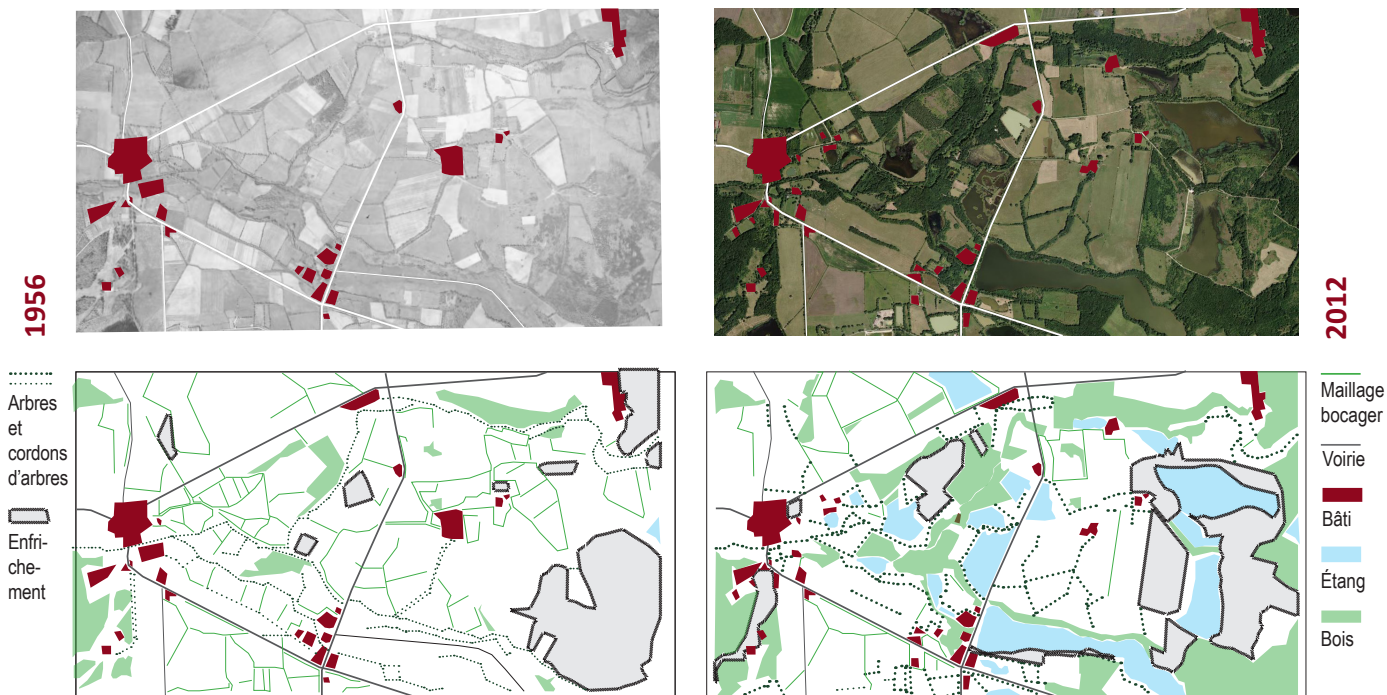 1956
2012
Arbres
et
cordons
d'arbres
Enfri-
che-
ment
Maillage
bocager
Voirie
Bâti
Étang
Bois